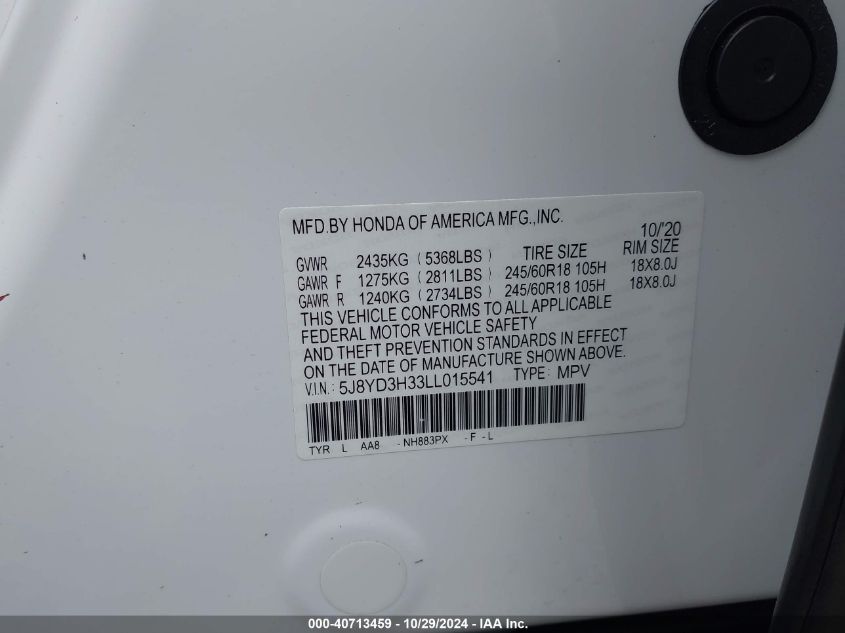 MFD.BY HONDA OF AMERICA MFG.,INC.
10/'20
GVWR 2435KG (5368LBS) TIRE SIZE RIM SIZE
GAWR F 1275KG (2811LBS) 245/60R18 105H 18X8.0J
GAWR R 1240KG (2734LBS) 245/60R18 105H 18X8.0J
THIS VEHICLE CONFORMS TO ALL APPLICABLE
FEDERAL MOTOR VEHICLE SAFETY
AND THEFT PREVENTION STANDARDS IN EFFECT
ON THE DATE OF MANUFACTURE SHOWN ABOVE.
V.I.N.: 5J8YD3H33LL015541 TYPE: MPV
TYR L AA8 -NH883PX -F-L
000-40713459 - 10/29/2024 - IAA Inc.